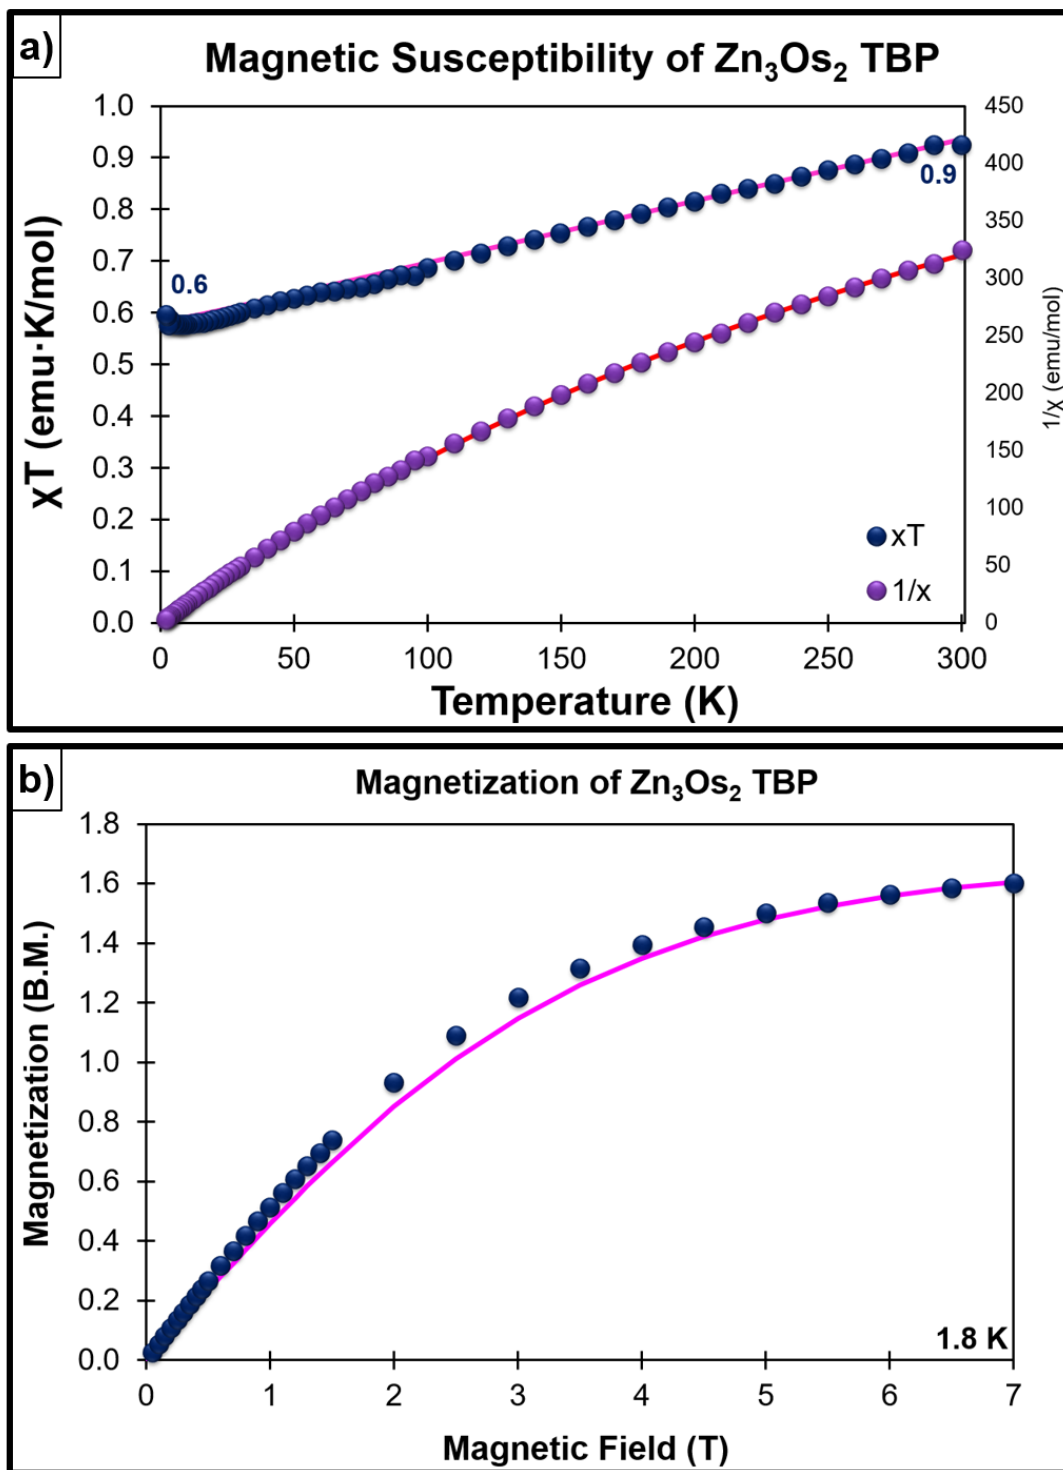 a)
Magnetic Susceptibility of Zn₃Os₂ TBP
1.0
0.9
0.8
0.7
0.6
0.5
0.4
0.3
0.2
0.1
0.0
χT (emu·K/mol)
0.6
0.9
450
400
350
300
250
200
150
100
50
0
1/χ (emu/mol)
xT
1/x
0 50 100 150 200 250 300
Temperature (K)
b)
Magnetization of Zn₃Os₂ TBP
1.8
1.6
1.4
1.2
1.0
0.8
0.6
0.4
0.2
0.0
Magnetization (B.M.)
1.8 K
0 1 2 3 4 5 6 7
Magnetic Field (T)